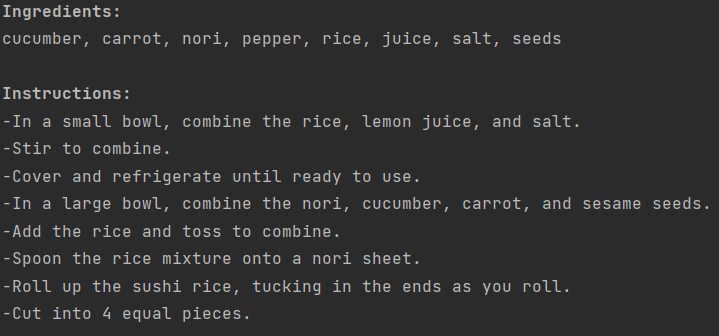 Ingredients:
cucumber, carrot, nori, pepper, rice, juice, salt, seeds
Instructions:
-In a small bowl, combine the rice, lemon juice, and salt.
-Stir to combine.
-Cover and refrigerate until ready to use.
-In a large bowl, combine the nori, cucumber, carrot, and sesame seeds.
-Add the rice and toss to combine.
-Spoon the rice mixture onto a nori sheet.
-Roll up the sushi rice, tucking in the ends as you roll.
-Cut into 4 equal pieces.